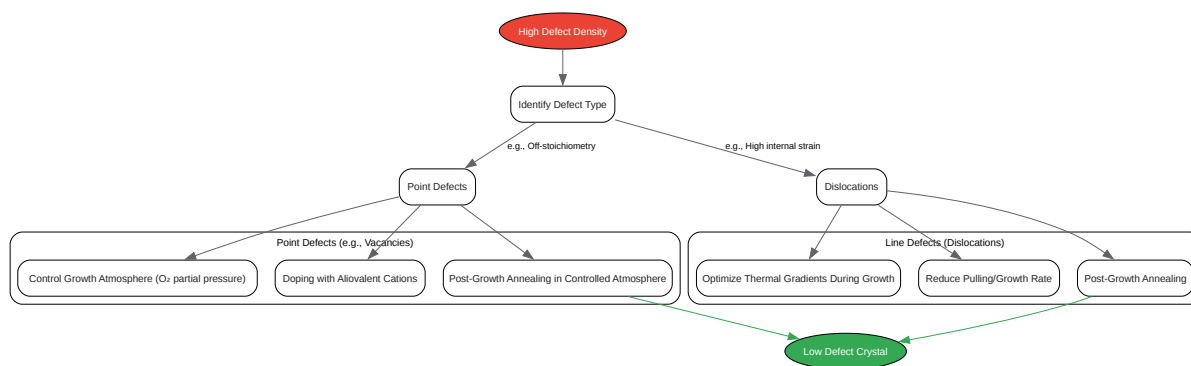 High Defect Density
Identify Defect Type
e.g., Off-stoichiometry
e.g., High internal strain
Point Defects
Dislocations
Point Defects (e.g., Vacancies)
Line Defects (Dislocations)
Control Growth Atmosphere (O₂ partial pressure)
Doping with Aliovalent Cations
Post-Growth Annealing in Controlled Atmosphere
Optimize Thermal Gradients During Growth
Reduce Pulling/Growth Rate
Post-Growth Annealing
Low Defect Crystal